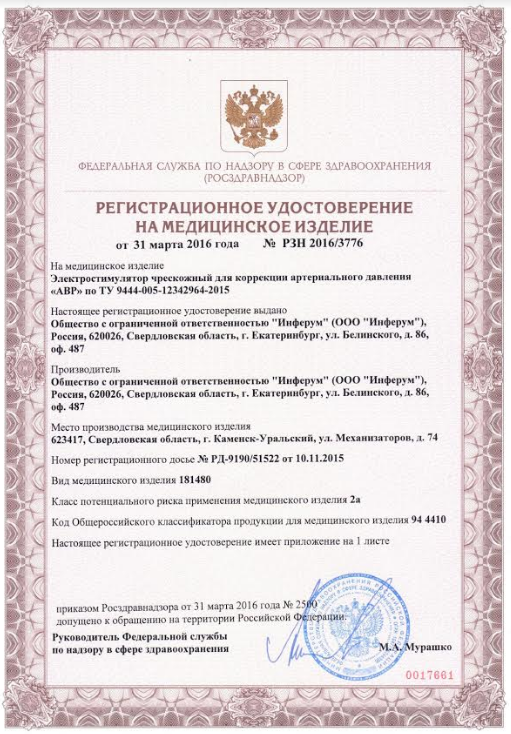 ФЕДЕРАЛЬНАЯ СЛУЖБА ПО НАДЗОРУ В СФЕРЕ ЗДРАВООХРАНЕНИЯ
(РОСЗДРАВНАДЗОР)
РЕГИСТРАЦИОННОЕ УДОСТОВЕРЕНИЕ
НА МЕДИЦИНСКОЕ ИЗДЕЛИЕ
от 31 марта 2016 года № РЗН 2016/3776
На медицинское изделие
Электростимулятор чрескожный для коррекции артериального давления
«АВР» по ТУ 9444-005-12342964-2015
Настоящее регистрационное удостоверение выдано
Общество с ограниченной ответственностью "Инферум" (ООО "Инферум"),
Россия, 620026, Свердловская область, г. Екатеринбург, ул. Белинского, д. 86,
оф. 487
Производитель
Общество с ограниченной ответственностью "Инферум" (ООО "Инферум"),
Россия, 620026, Свердловская область, г. Екатеринбург, ул. Белинского, д. 86,
оф. 487
Место производства медицинского изделия
623417, Свердловская область, г. Каменск-Уральский, ул. Механизаторов, д. 74
Номер регистрационного досье № РД-9190/51522 от 10.11.2015
Вид медицинского изделия 181480
Класс потенциального риска применения медицинского изделия 2а
Код Общероссийского классификатора продукции для медицинского изделия 94 4410
Настоящее регистрационное удостоверение имеет приложение на 1 листе
приказом Росздравнадзора от 31 марта 2016 года № 2500
допущено к обращению на территории Российской Федерации.
Руководитель Федеральной службы
по надзору в сфере здравоохранения
М.А. Мурашко
0017661